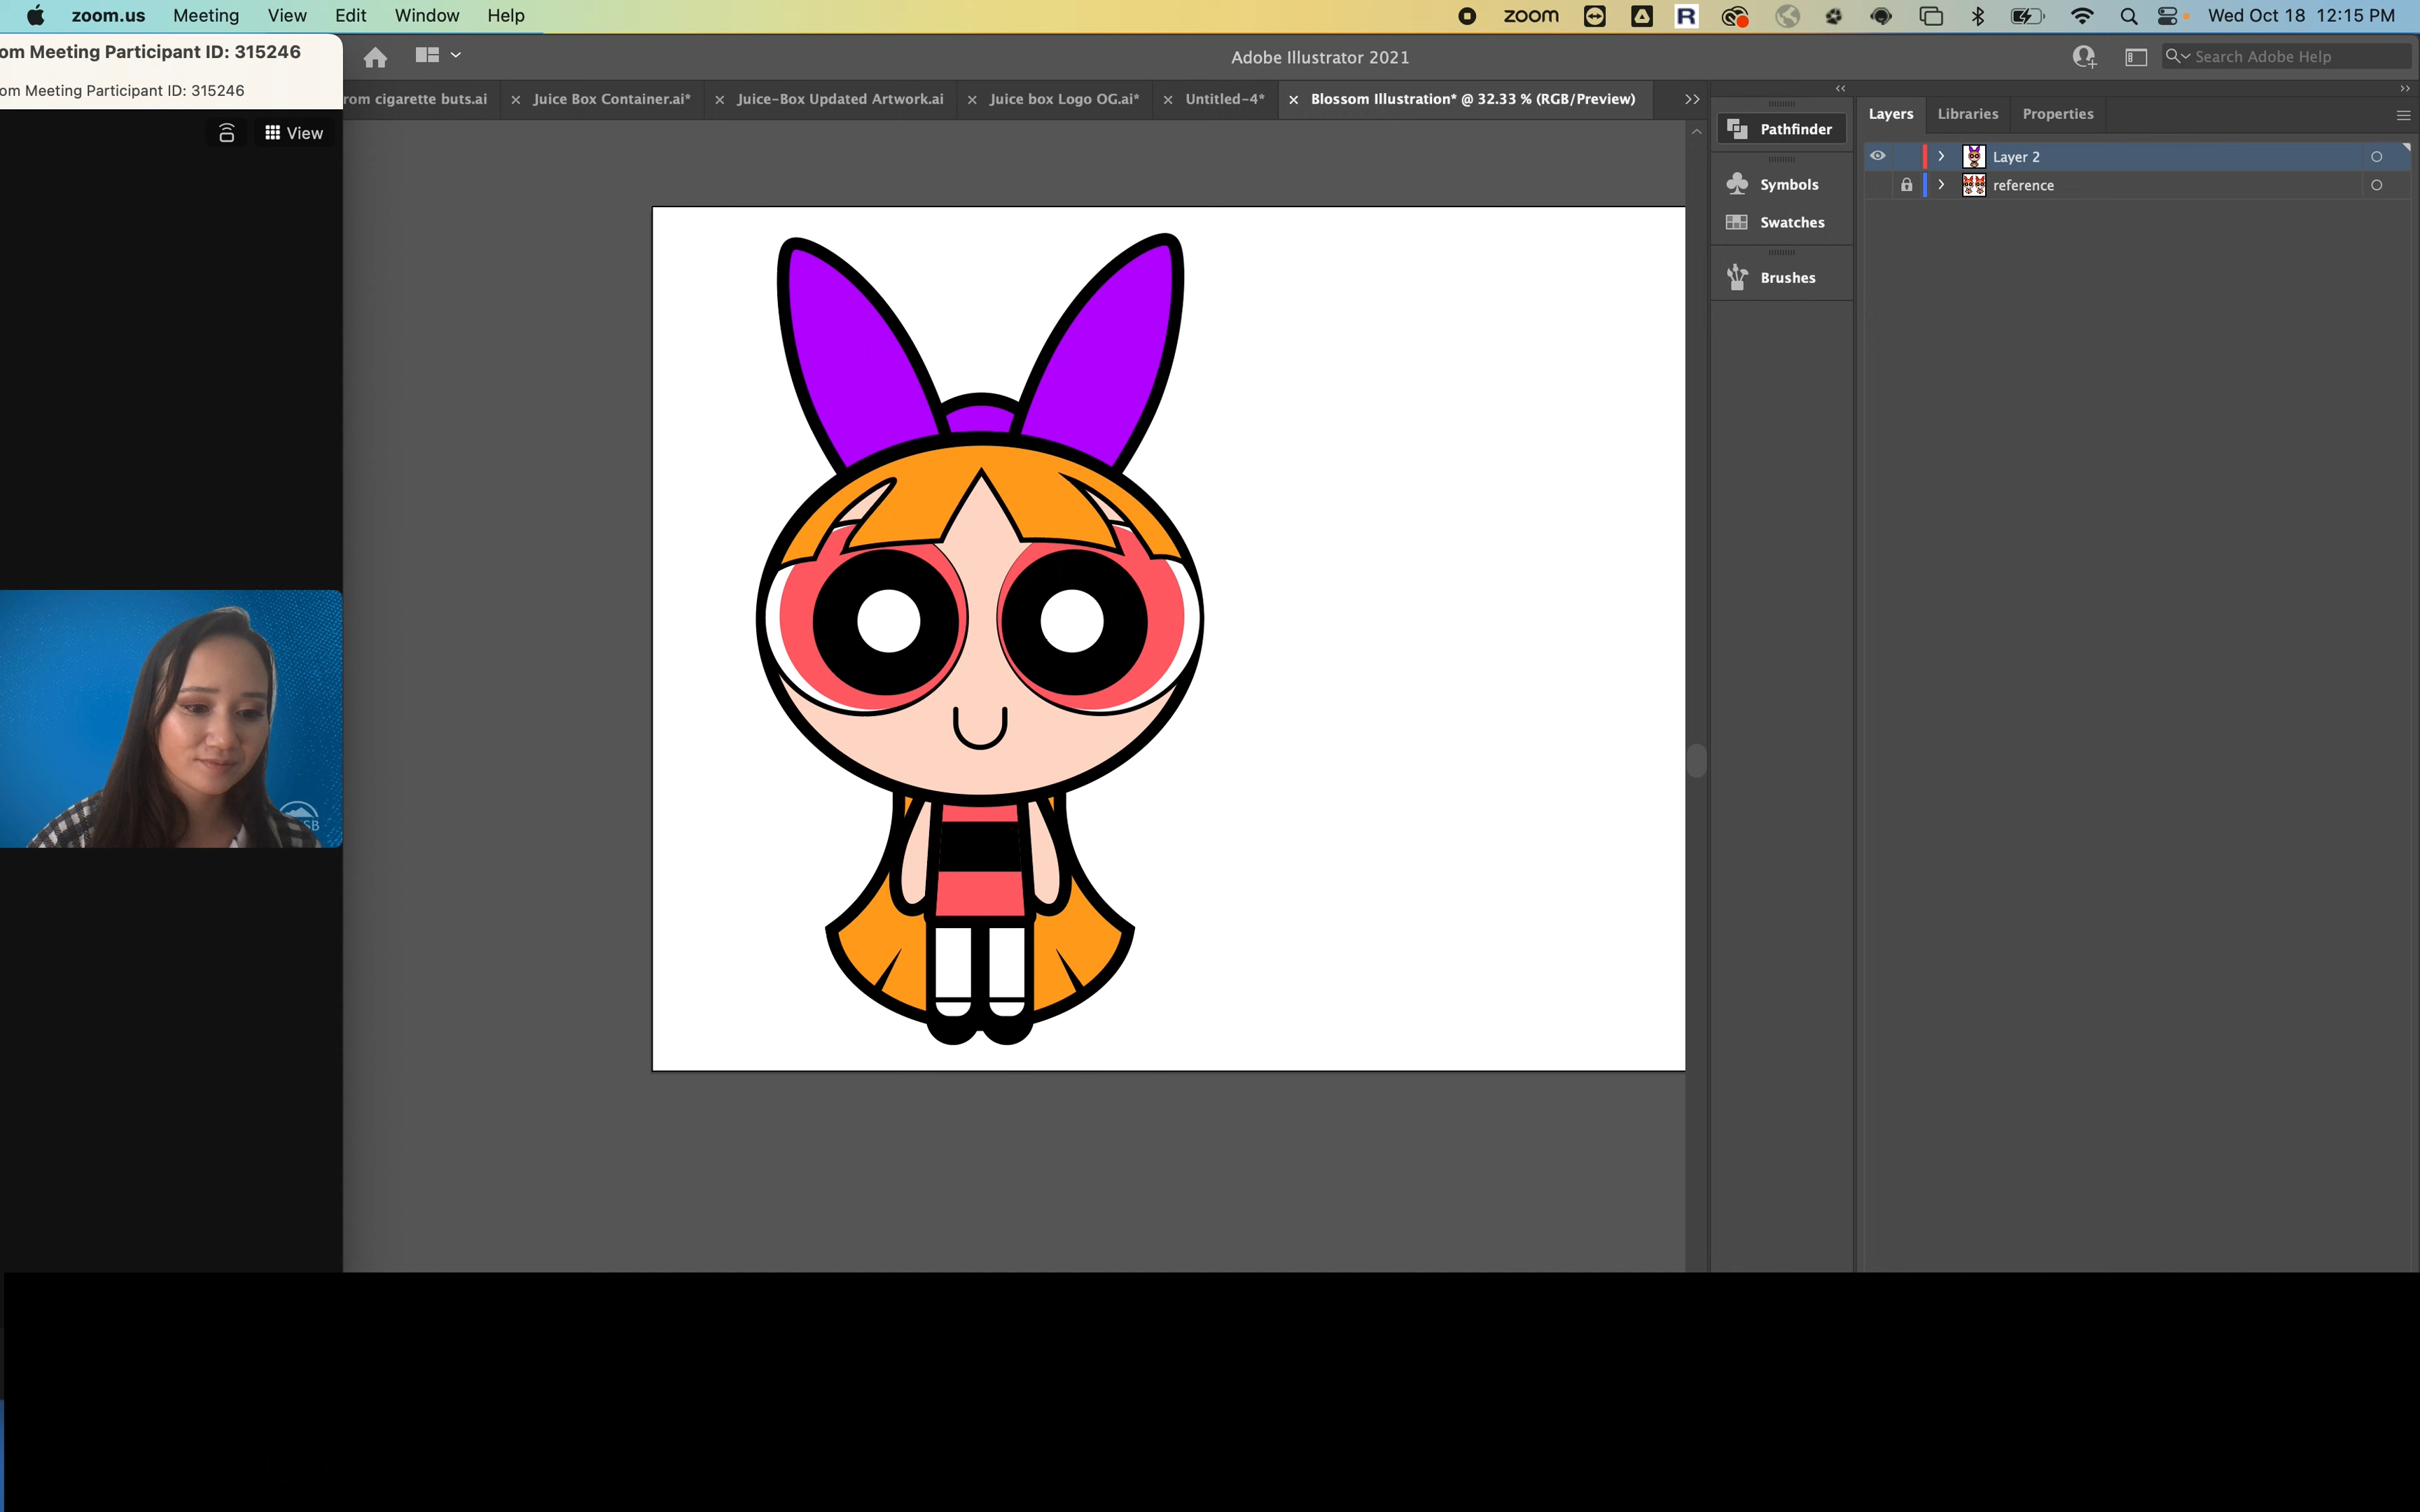 zoom.us Meeting View Edit Window Help zoom R Wed Oct 18 12:15 PM
om Meeting Participant ID: 315246
om Meeting Participant ID: 315246
View
Adobe Illustrator 2021
Search Adobe Help
rom cigarette buts.ai × Juice Box Container.ai* × Juice-Box Updated Artwork.ai × Juice box Logo OG.ai* × Untitled-4* × Blossom Illustration* @ 32.33 % (RGB/Preview)
Pathfinder
Symbols
Swatches
Brushes
Layers Libraries Properties
Layer 2
reference
SB